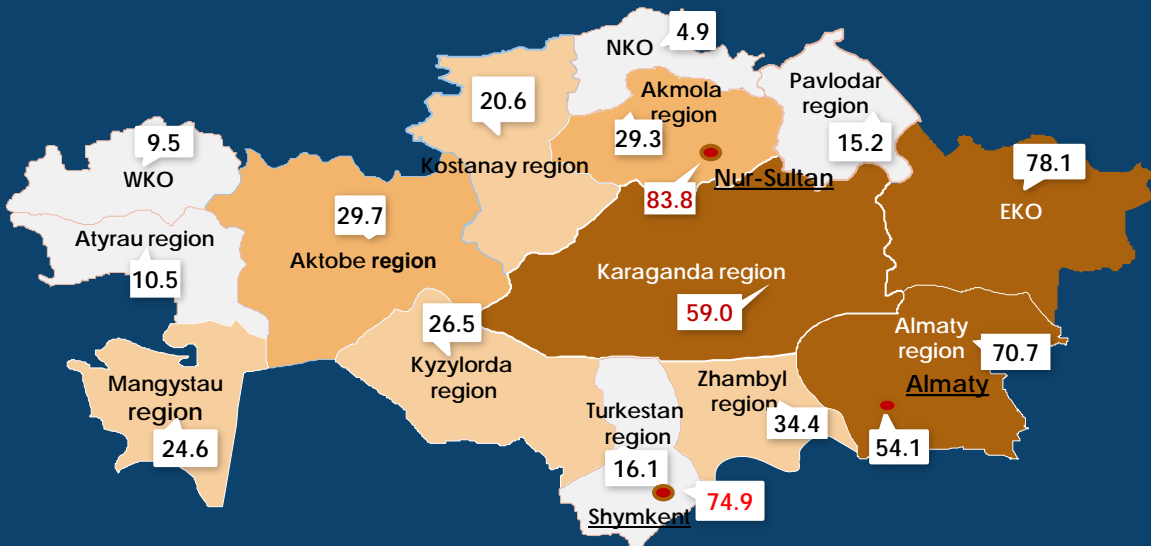 NKO
4.9
Pavlodar
region
15.2
Akmola
region
29.3
20.6
Kostanay region
Nur-Sultan
83.8
9.5
WKO
78.1
EKO
Atyrau region
10.5
29.7
Aktobe region
Karaganda region
59.0
26.5
Kyzylorda
region
Almaty
region
70.7
Almaty
54.1
Mangystau
region
24.6
Zhambyl
region
34.4
Turkestan
region
16.1
74.9
Shymkent